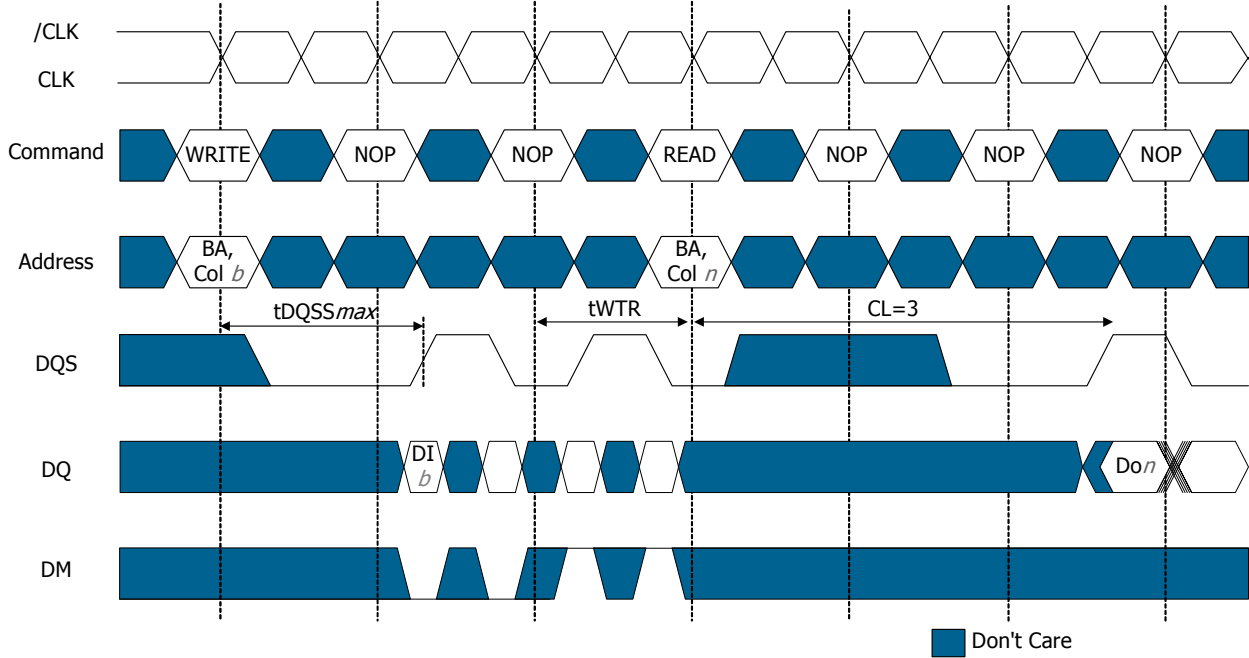 /CLK
CLK
Command
WRITE NOP NOP READ NOP NOP NOP
Address
BA,
Col b
BA,
Col n
tDQSSmax
tWTR
CL=3
DQS
DQ
DI
b
Don
DM
Don't Care